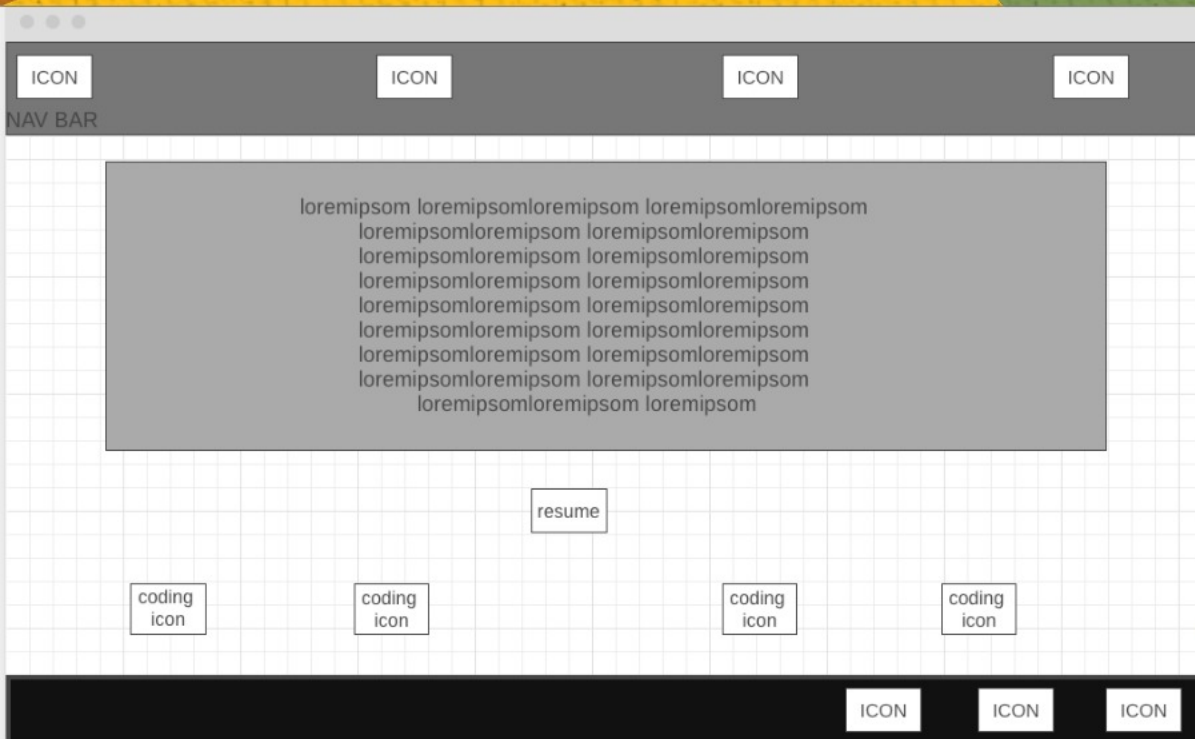 ICON ICON ICON ICON
NAV BAR
loremipsom loremipsomloremipsom loremipsomloremipsom
loremipsomloremipsom loremipsomloremipsom
loremipsomloremipsom loremipsomloremipsom
loremipsomloremipsom loremipsomloremipsom
loremipsomloremipsom loremipsomloremipsom
loremipsomloremipsom loremipsomloremipsom
loremipsomloremipsom loremipsomloremipsom
loremipsomloremipsom loremipsomloremipsom
loremipsomloremipsom loremipsom
resume
coding
icon
coding
icon
coding
icon
coding
icon
ICON ICON ICON